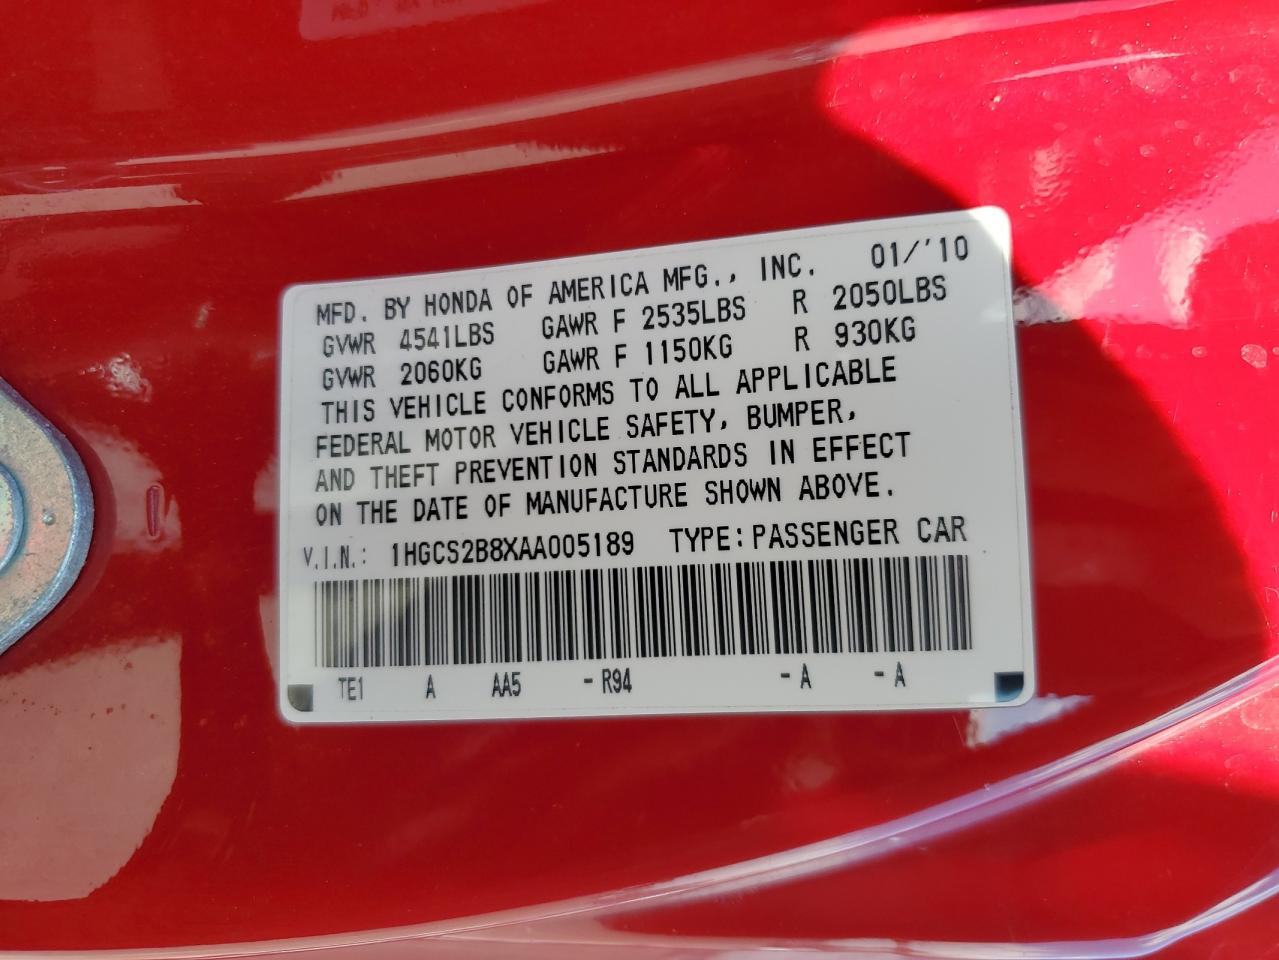 MFD. BY HONDA OF AMERICA MFG., INC. 01/'10
GVWR 4541LBS GAWR F 2535LBS R 2050LBS
GVWR 2060KG GAWR F 1150KG R 930KG
THIS VEHICLE CONFORMS TO ALL APPLICABLE
FEDERAL MOTOR VEHICLE SAFETY, BUMPER,
AND THEFT PREVENTION STANDARDS IN EFFECT
ON THE DATE OF MANUFACTURE SHOWN ABOVE.
V.I.N.: 1HGCS2B8XAA005189 TYPE:PASSENGER CAR
TE1 A AA5 -R94 -A -A